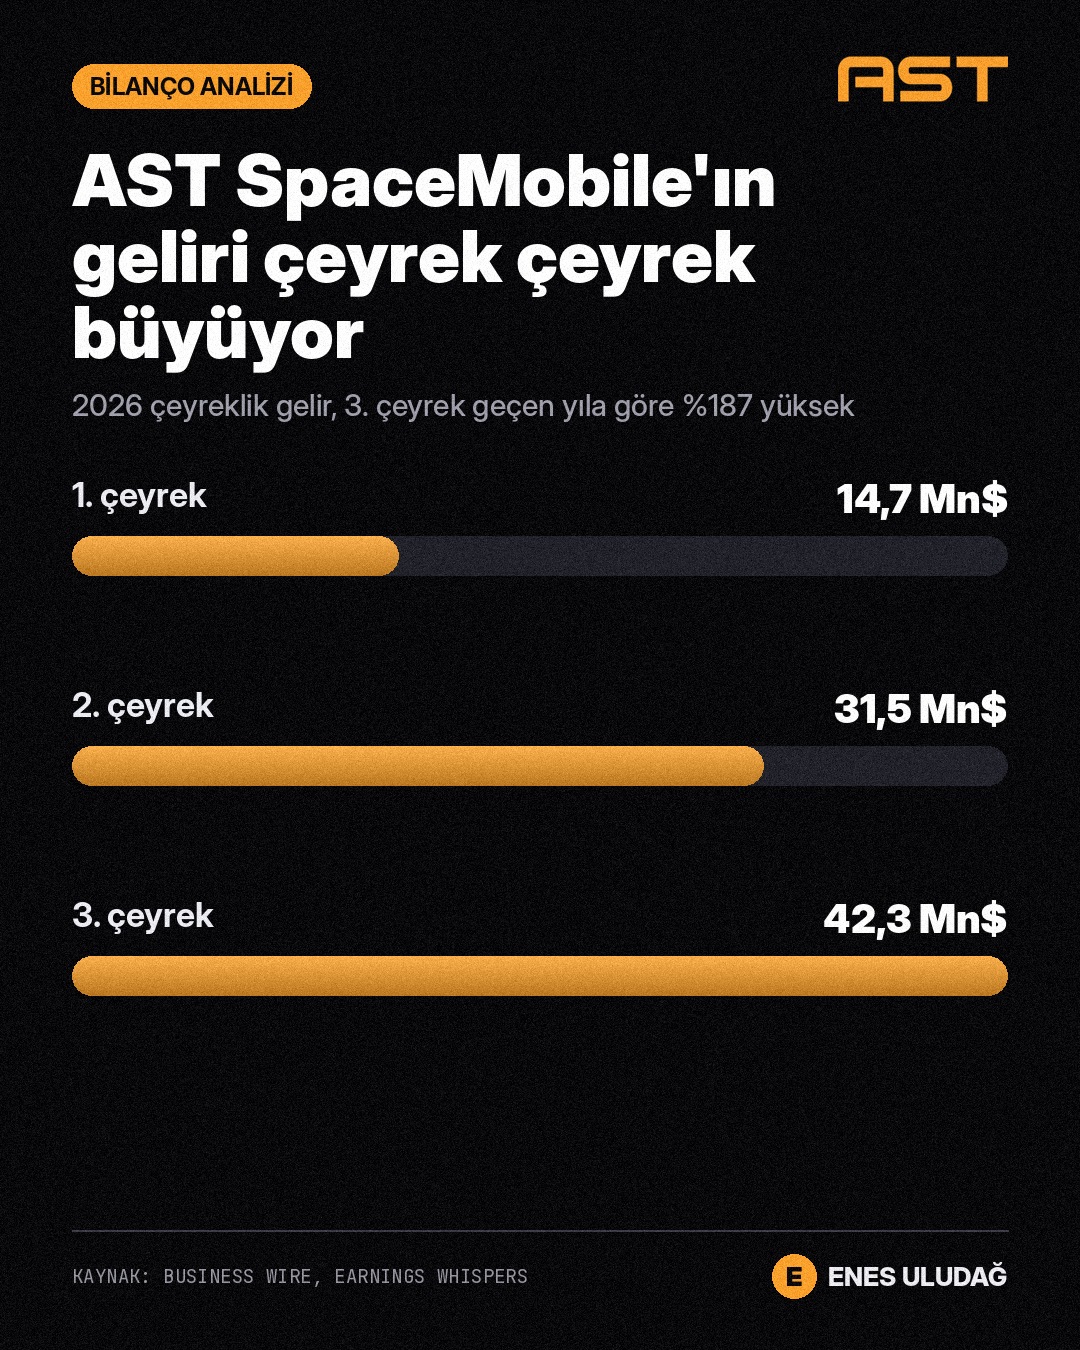 BİLANÇO ANALİZİ
AST
AST SpaceMobile'ın
geliri çeyrek çeyrek
büyüyor
2026 çeyreklik gelir, 3. çeyrek geçen yıla göre %187 yüksek
1. çeyrek
14,7 Mn$
2. çeyrek
31,5 Mn$
3. çeyrek
42,3 Mn$
KAYNAK: BUSINESS WIRE, EARNINGS WHISPERS
E ENES ULUDAĞ